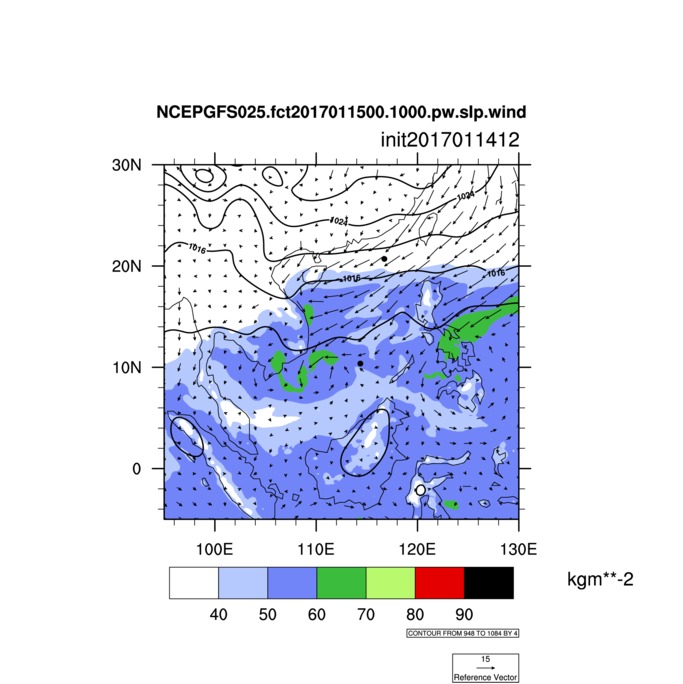 NCEPGFS025.fct2017011500.1000.pw.slp.wind
init2017011412
30N
1024
1024
1016
20N
1016
1016
10N
0
100E 110E 120E 130E
kgm**-2
40 50 60 70 80 90
CONTOUR FROM 948 TO 1084 BY 4
15
Reference Vector